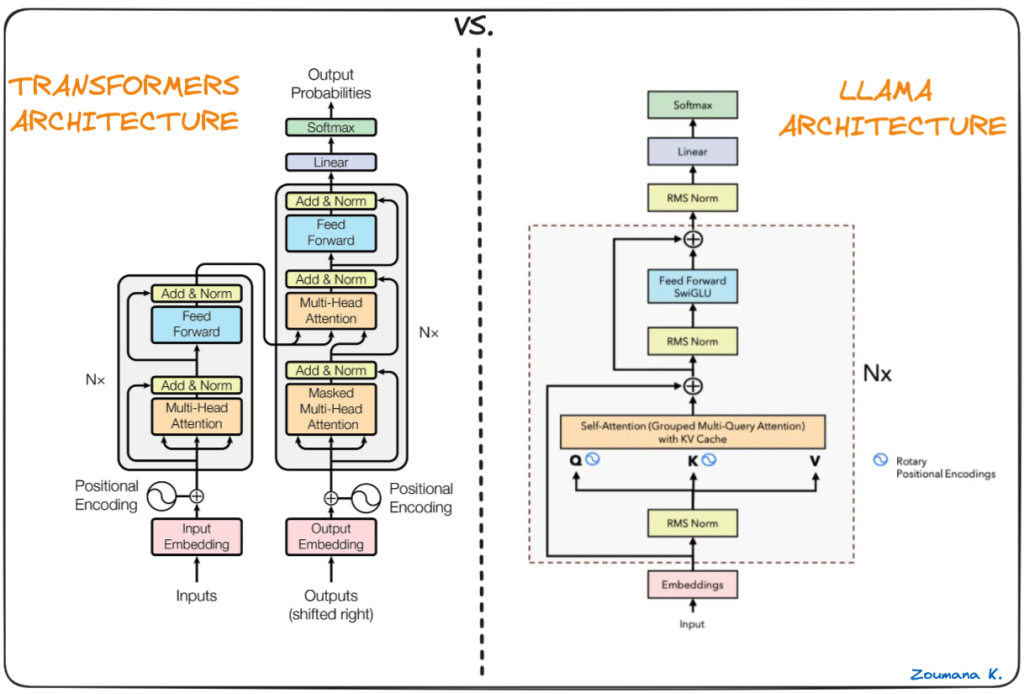 VS.
TRANSFORMERS
ARCHITECTURE
Output
Probabilities
Softmax
Linear
Add & Norm
Feed
Forward
Add & Norm
Multi-Head
Attention
Nx
Add & Norm
Masked
Multi-Head
Attention
Add & Norm
Feed
Forward
Nx
Add & Norm
Multi-Head
Attention
Positional
Encoding
Positional
Encoding
Input
Embedding
Output
Embedding
Inputs
Outputs
(shifted right)
LLAMA
ARCHITECTURE
Softmax
Linear
RMS Norm
Feed Forward
SwiGLU
RMS Norm
Nx
Self-Attention (Grouped Multi-Query Attention)
with KV Cache
Q K V
Rotary
Positional Encodings
RMS Norm
Embeddings
Input
Zoumana K.